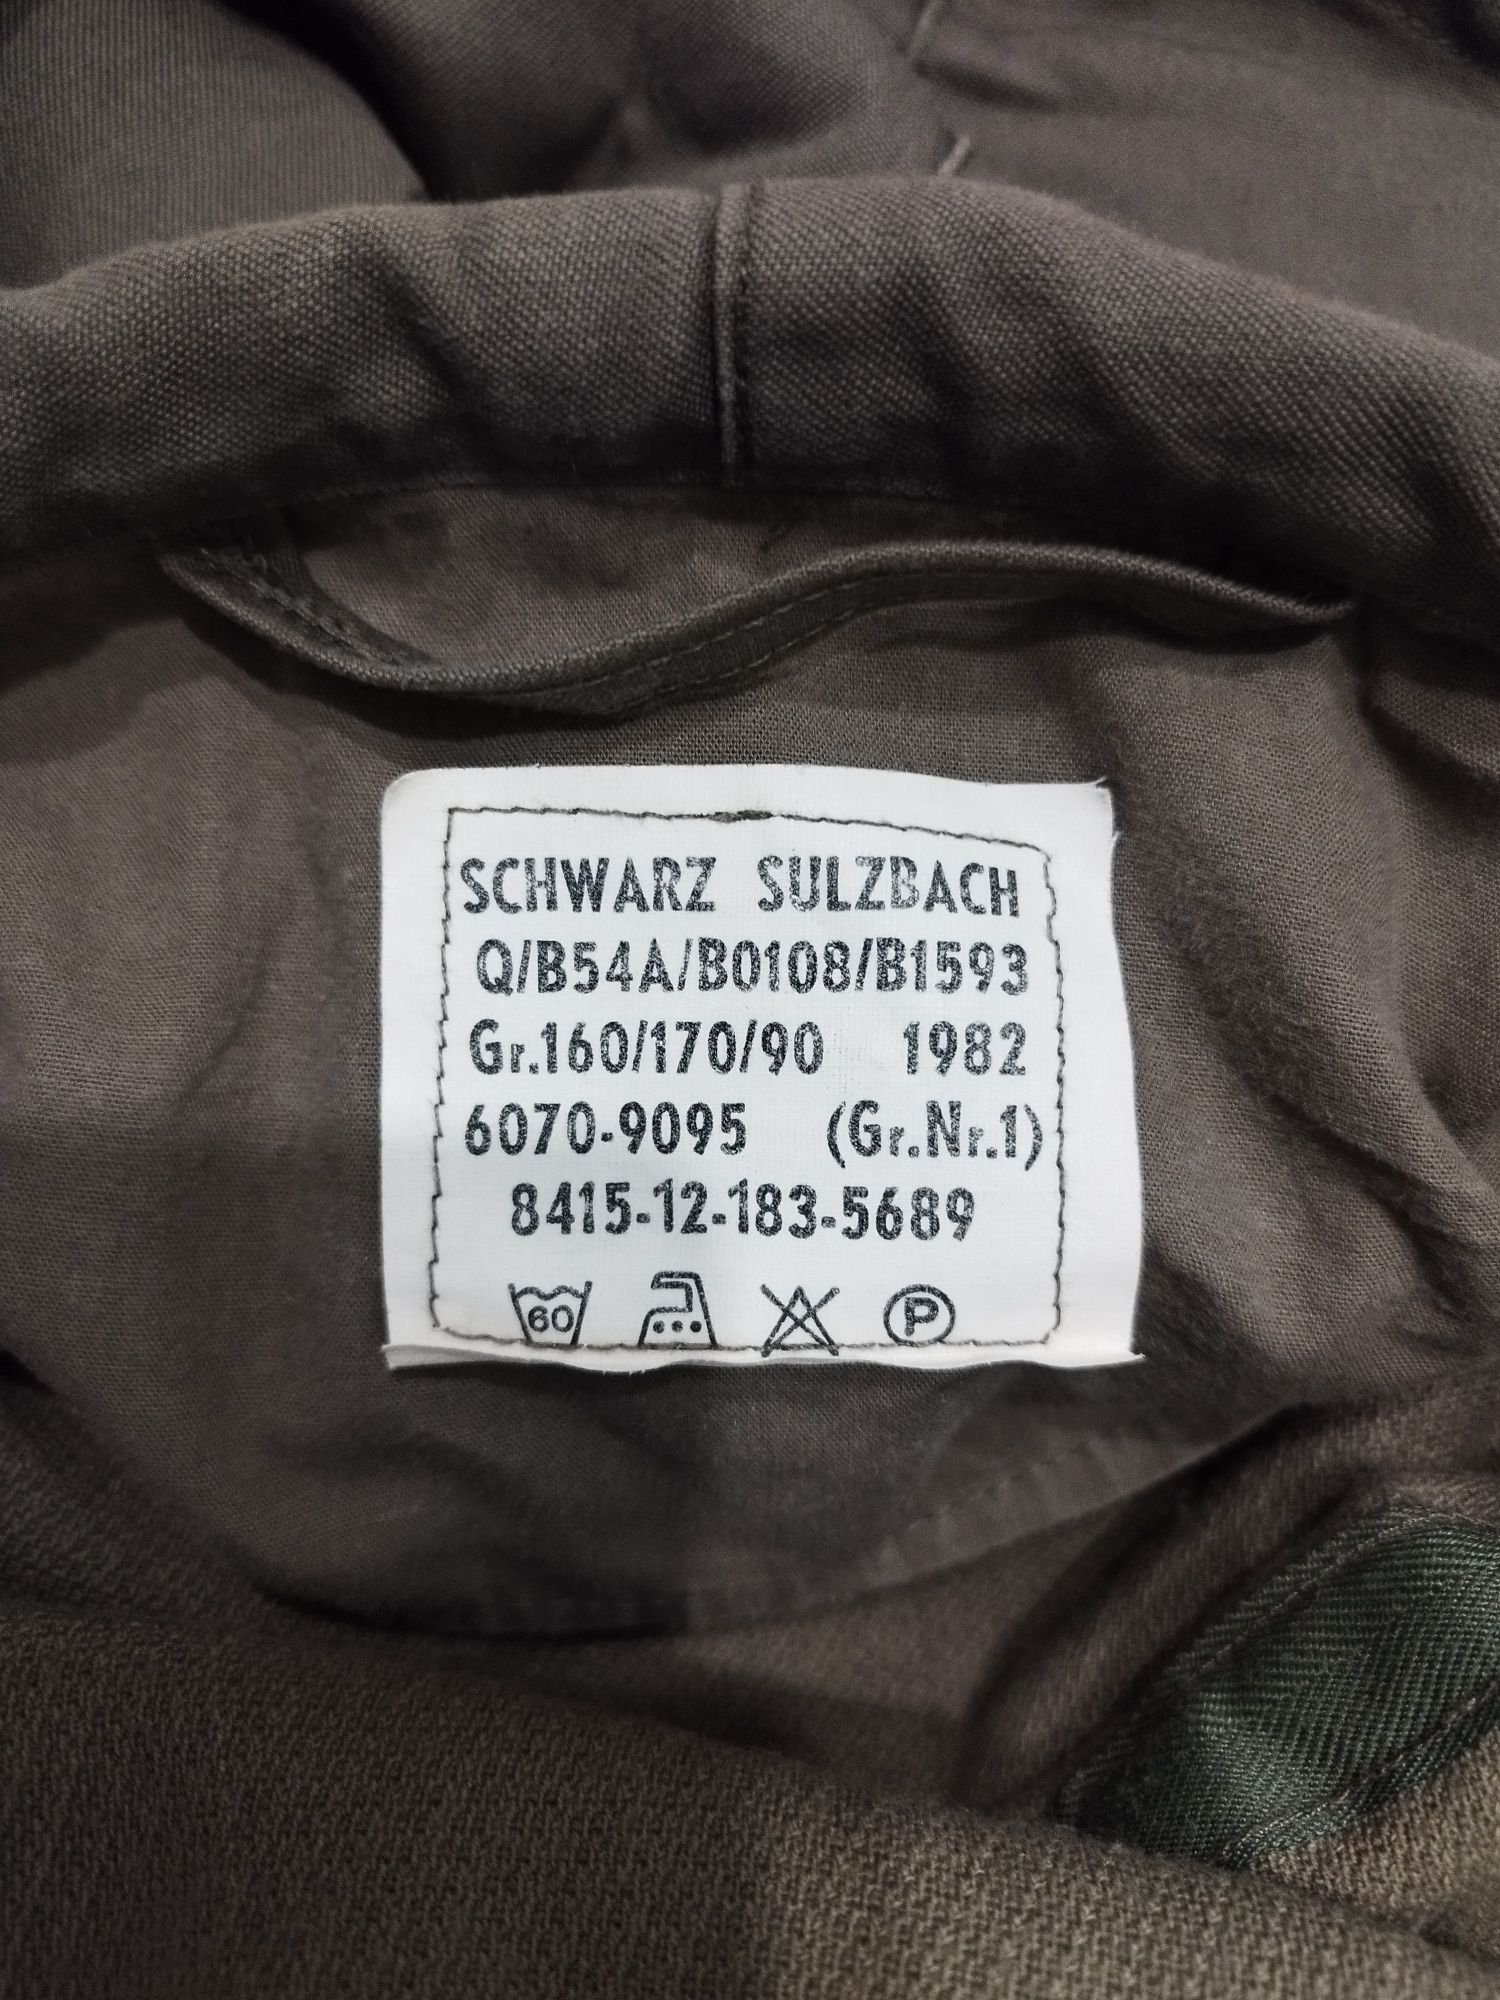 SCHWARZ SULZBACH
Q/B54A/B0108/B1593
Gr.160/170/90 1982
6070-9095 (Gr.Nr.1)
8415-12-183-5689
60 P